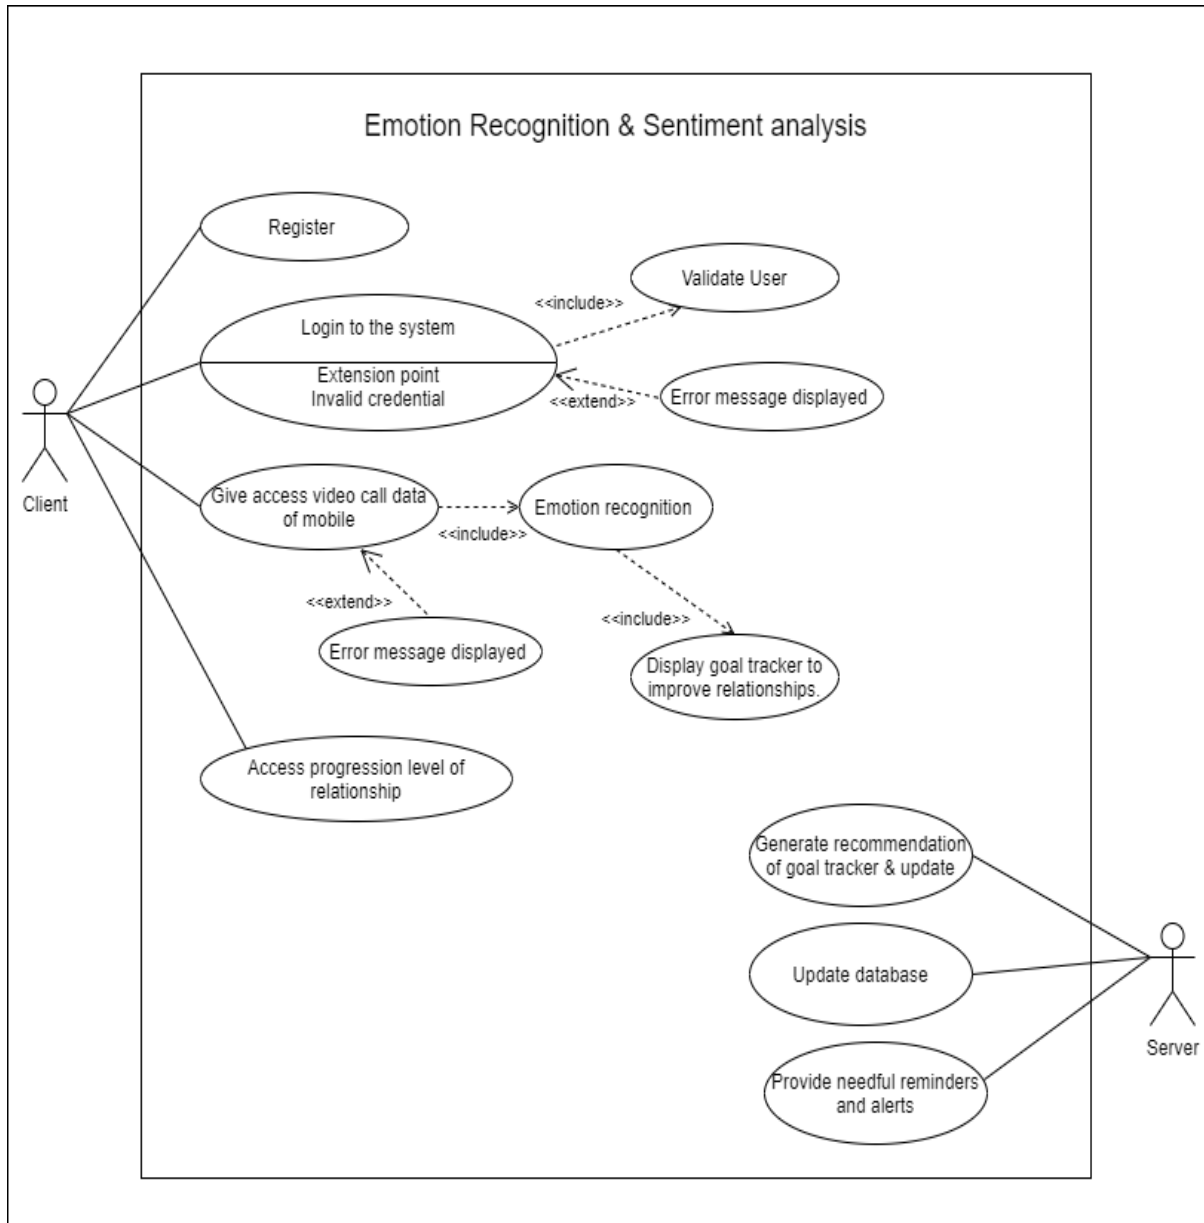 Emotion Recognition & Sentiment analysis
Register
Validate User
<<include>>
Login to the system
Extension point
Invalid credential
<<extend>>
Error message displayed
Client
Give access video call data
of mobile
<<include>>
Emotion recognition
<<extend>>
Error message displayed
<<include>>
Display goal tracker to
improve relationships.
Access progression level of
relationship
Generate recommendation
of goal tracker & update
Update database
Server
Provide needful reminders
and alerts